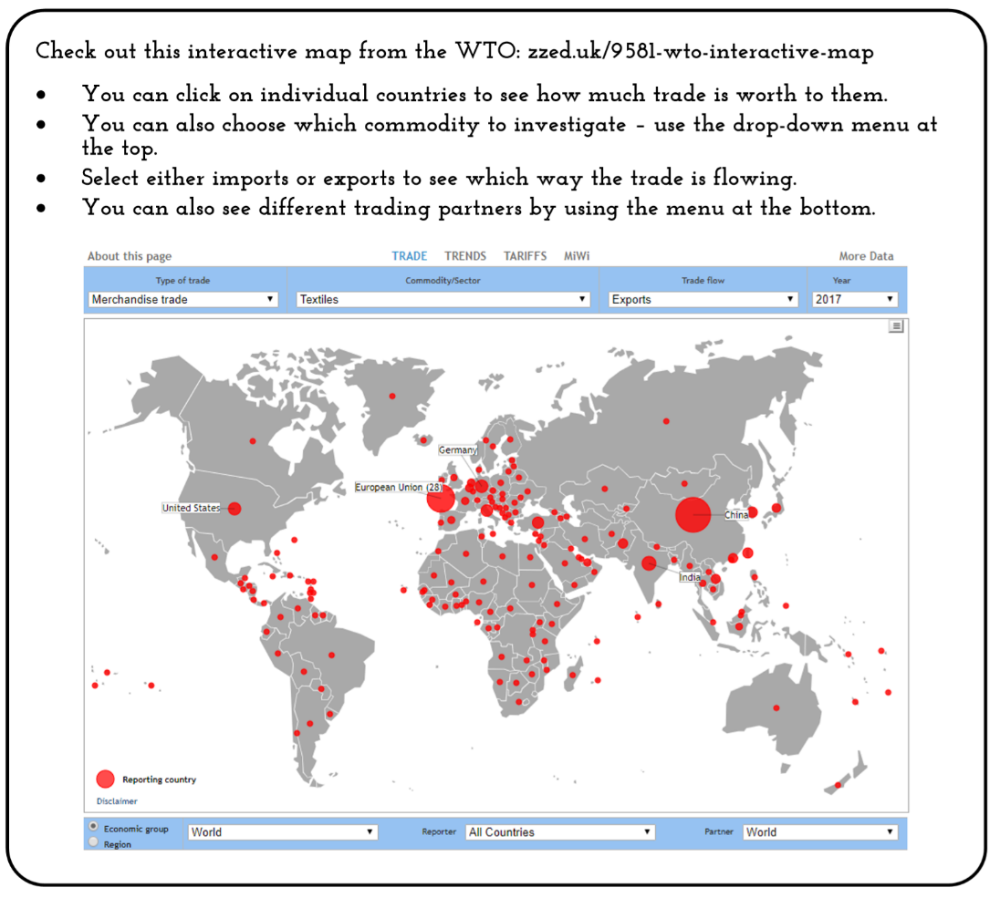 Check out this interactive map from the WTO: zzed.uk/9581-wto-interactive-map
• You can click on individual countries to see how much trade is worth to them.
• You can also choose which commodity to investigate – use the drop-down menu at
the top.
• Select either imports or exports to see which way the trade is flowing.
• You can also see different trading partners by using the menu at the bottom.
About this page TRADE TRENDS TARIFFS MiWi More Data
Type of trade Commodity/Sector Trade flow Year
Merchandise trade Textiles Exports 2017
Germany
European Union (28)
United States
China
India
Reporting country
Disclaimer
Economic group World Reporter All Countries Partner World
Region